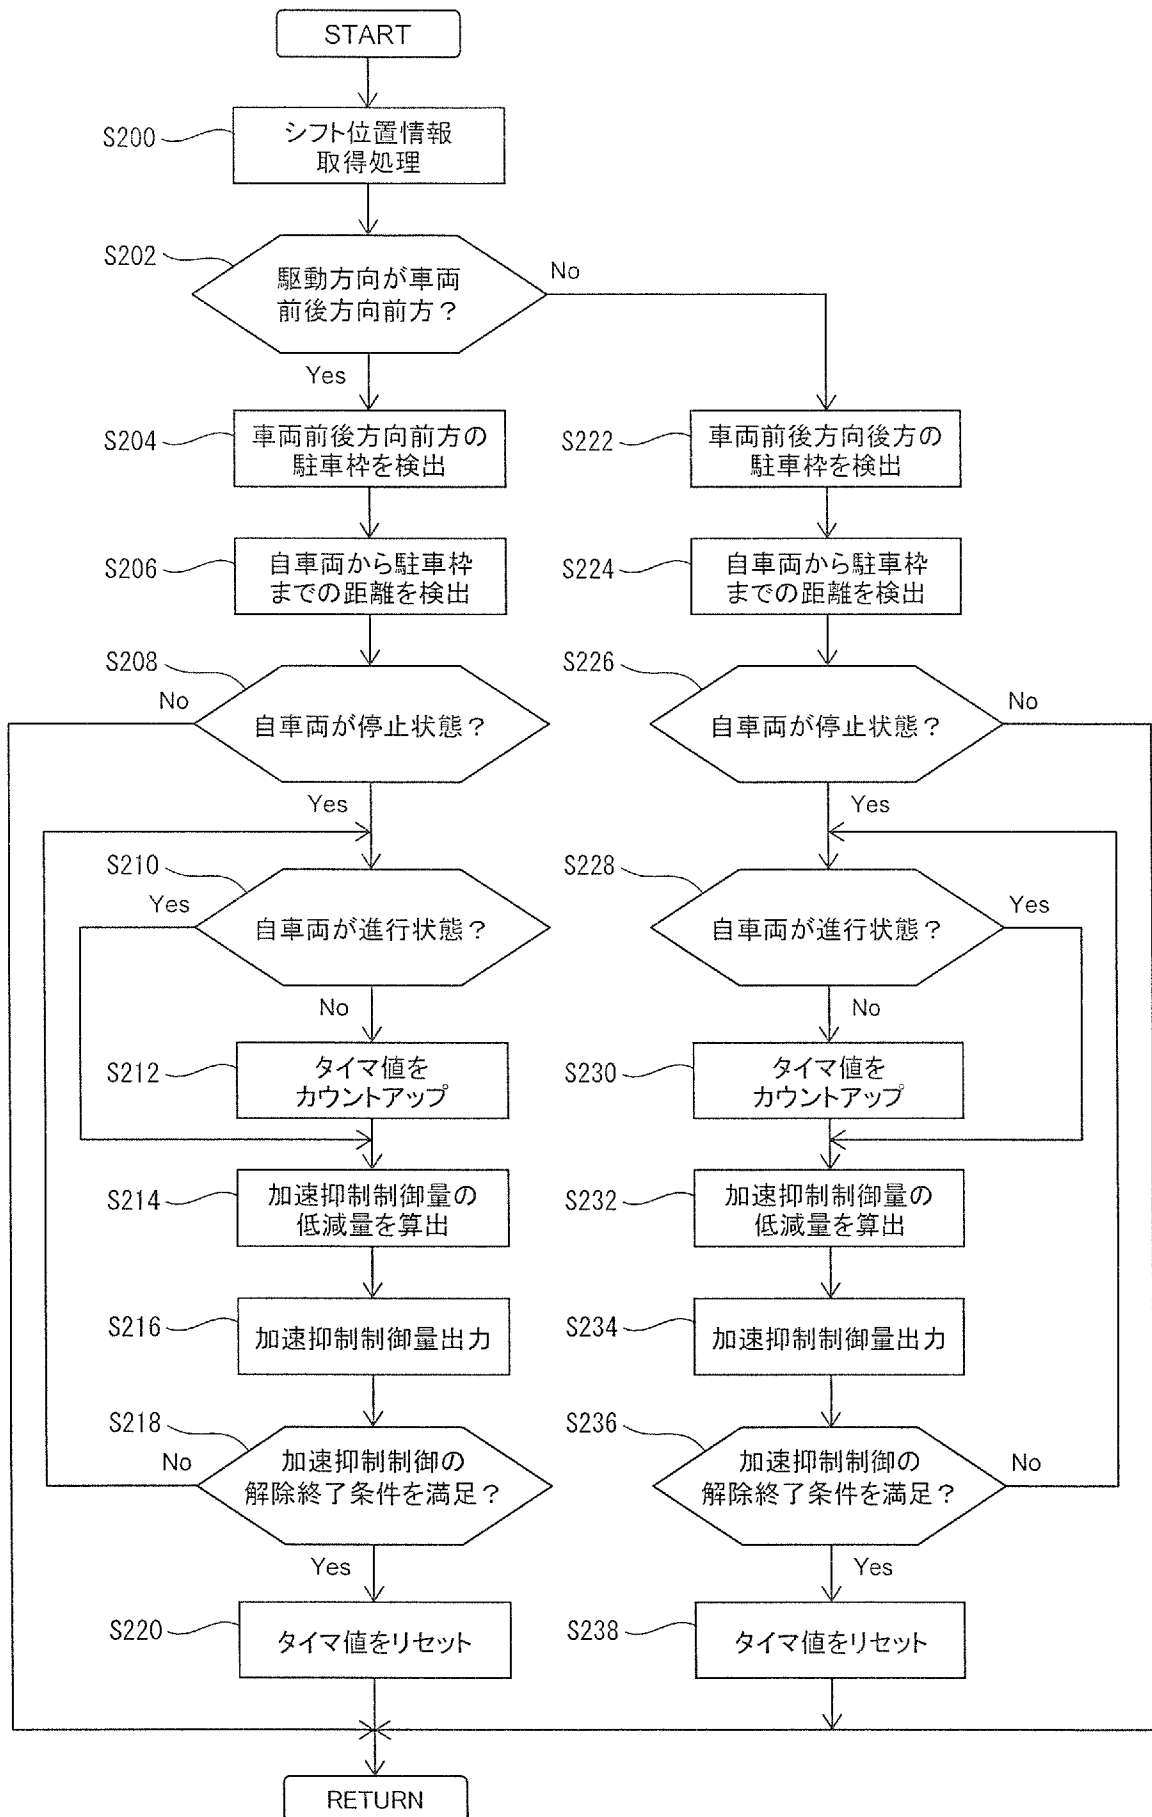 START
S200
シフト位置情報
取得処理
S202
駆動方向が車両
前後方向前方？
No
Yes
S204
車両前後方向前方の
駐車枠を検出
S222
車両前後方向後方の
駐車枠を検出
S206
自車両から駐車枠
までの距離を検出
S224
自車両から駐車枠
までの距離を検出
S208
No
自車両が停止状態？
Yes
S226
No
自車両が停止状態？
Yes
S210
Yes
自車両が進行状態？
No
S228
Yes
自車両が進行状態？
No
S212
タイマ値を
カウントアップ
S230
タイマ値を
カウントアップ
S214
加速抑制制御量の
低減量を算出
S232
加速抑制制御量の
低減量を算出
S216
加速抑制制御量出力
S234
加速抑制制御量出力
S218
No
加速抑制制御の
解除終了条件を満足？
Yes
S236
No
加速抑制制御の
解除終了条件を満足？
Yes
S220
タイマ値をリセット
S238
タイマ値をリセット
RETURN